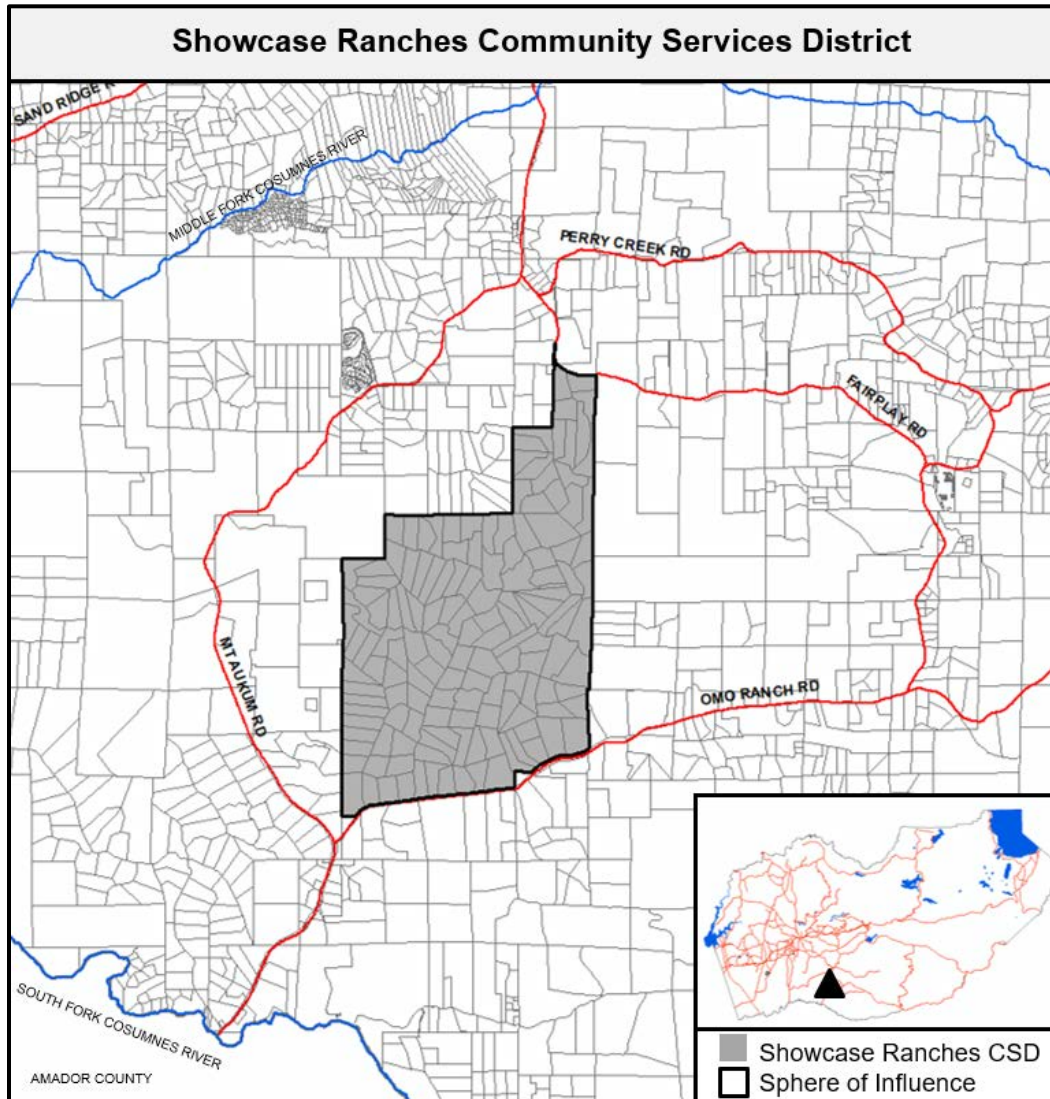 Showcase Ranches Community Services District
SAND RIDGE
MIDDLE FORK COSUMNES RIVER
PERRY CREEK RD
FAIRPLAY RD
MT AUKUM RD
OMO RANCH RD
SOUTH FORK COSUMNES RIVER
AMADOR COUNTY
Showcase Ranches CSD
Sphere of Influence